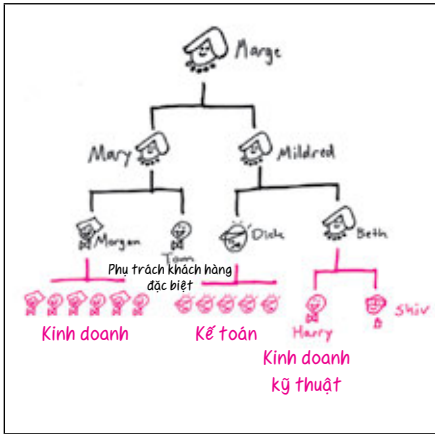 Marge
Mary
Mildred
Morgan
Tom
Dick
Beth
Phụ trách khách hàng
đặc biệt
Kinh doanh
Kế toán
Harry
Shiv
Kinh doanh
kỹ thuật